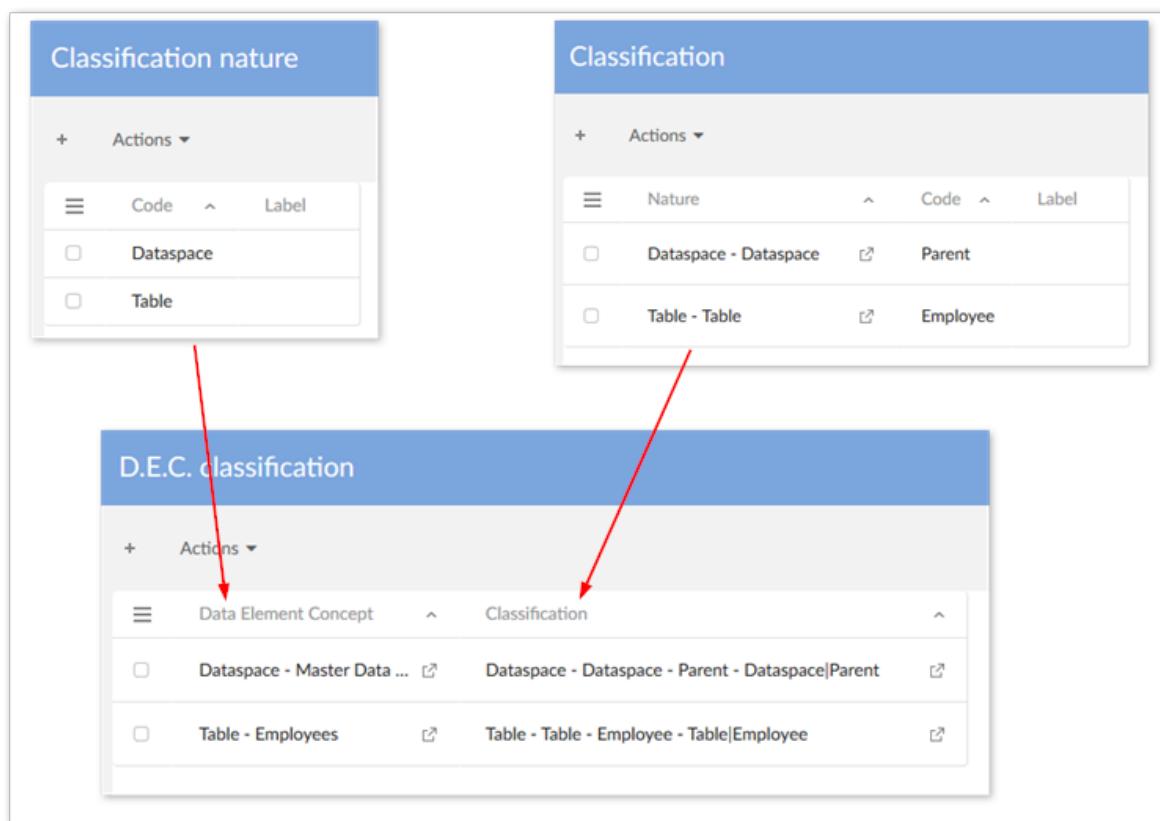 Classification nature
+ Actions
Code Label
Dataspace
Table
Classification
+ Actions
Nature Code Label
Dataspace - Dataspace Parent
Table - Table Employee
D.E.C. classification
+ Actions
Data Element Concept Classification
Dataspace - Master Data ... Dataspace - Dataspace - Parent - Dataspace|Parent
Table - Employees Table - Table - Employee - Table|Employee